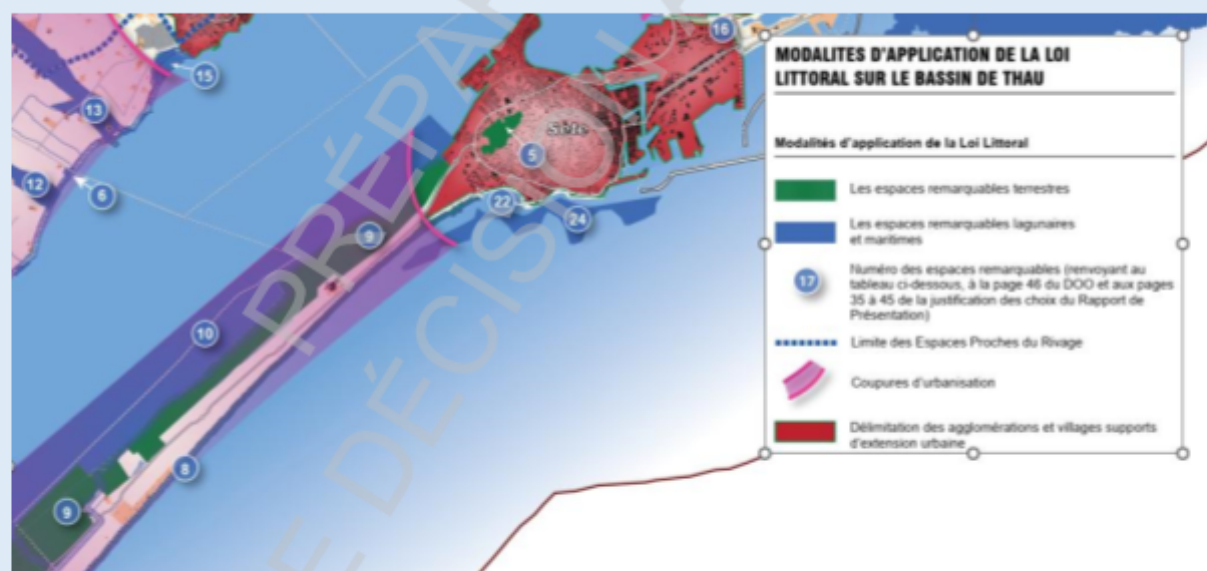 16
15
13
Sète
5
12
6
22
24
9
10
8
9
PRÉPAR
E DÉCISION
MODALITES D'APPLICATION DE LA LOI
LITTORAL SUR LE BASSIN DE THAU
Modalités d'application de la Loi Littoral
Les espaces remarquables terrestres
Les espaces remarquables lagunaires
et maritimes
17
Numéro des espaces remarquables (renvoyant au
tableau ci-dessous, à la page 46 du DOO et aux pages
35 à 45 de la justification des choix du Rapport de
Présentation)
Limite des Espaces Proches du Rivage
Coupures d'urbanisation
Délimitation des agglomérations et villages supports
d'extension urbaine